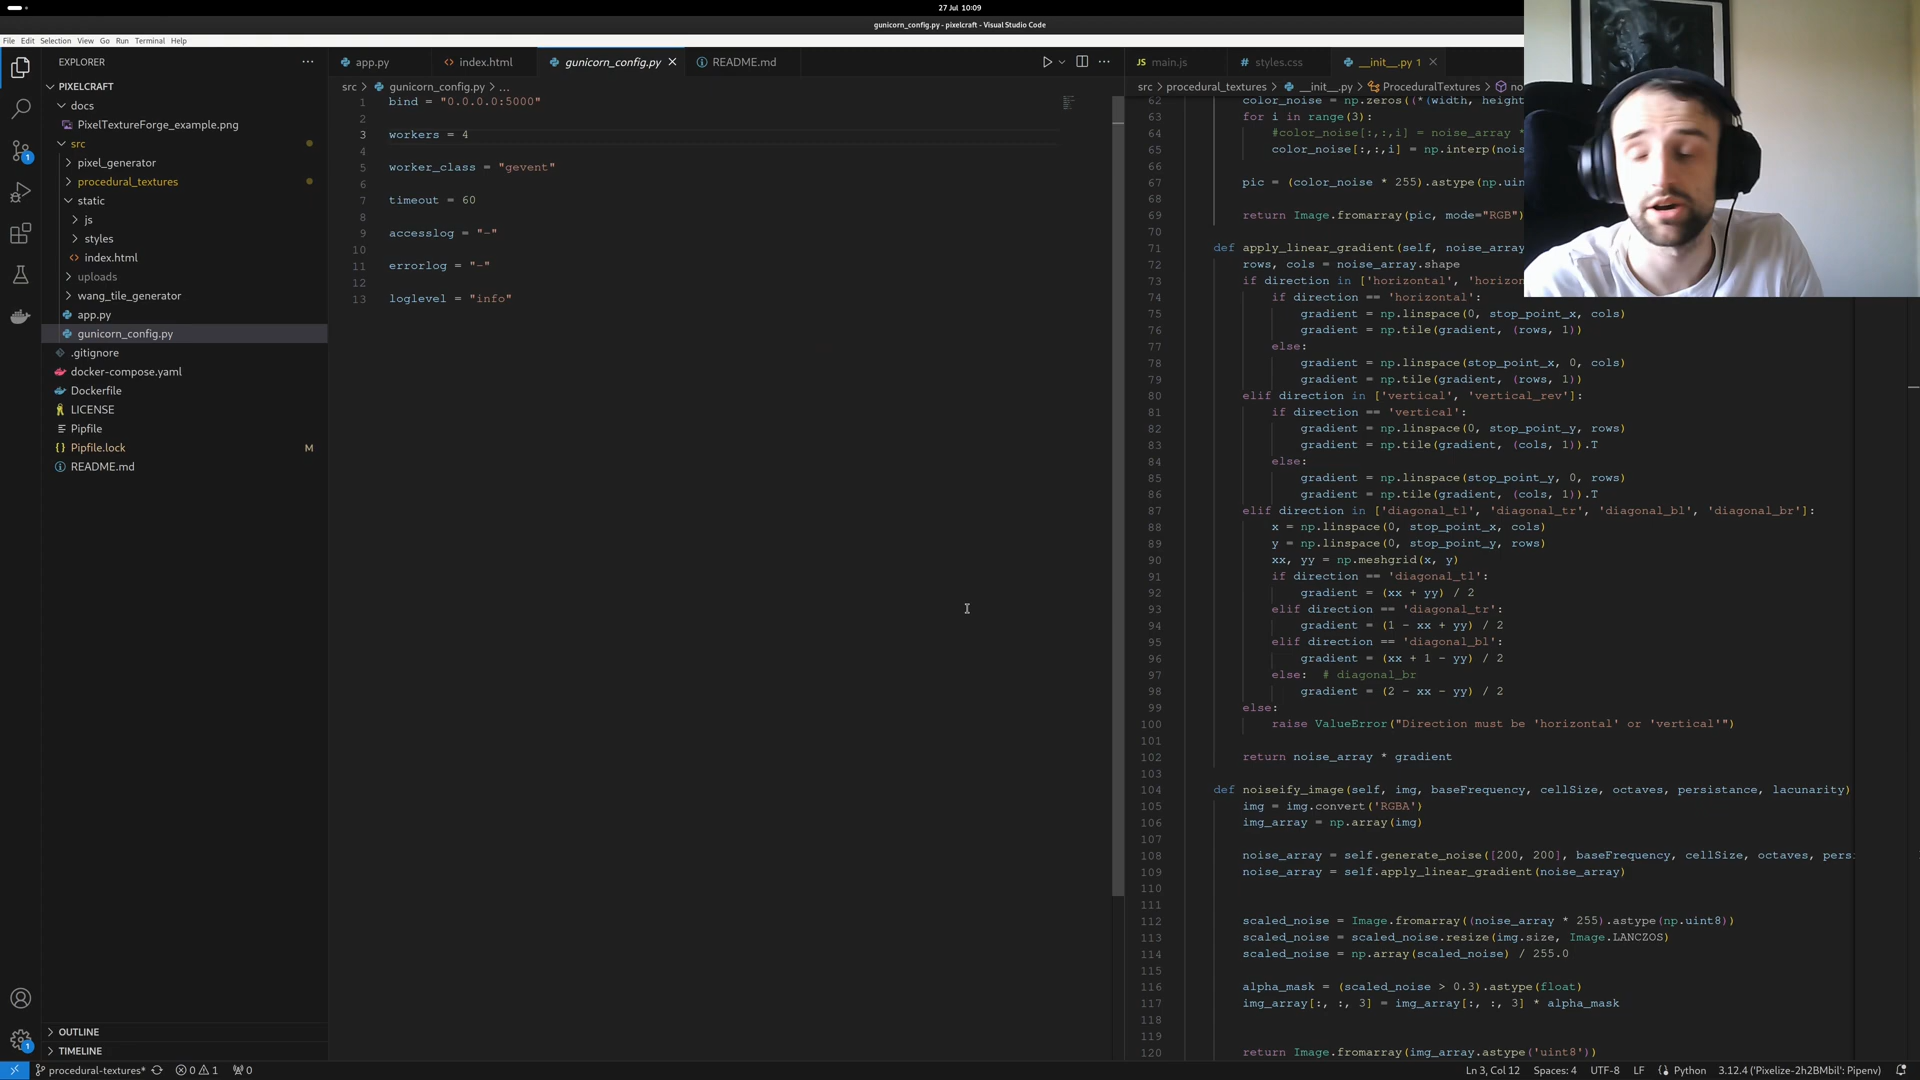 27 Jul 10:09
gunicorn_config.py - pixelcraft - Visual Studio Code
File Edit Selection View Go Run Terminal Help
EXPLORER
PIXELCRAFT
docs
PixelTextureForge_example.png
src
pixel_generator
procedural_textures
static
js
styles
index.html
uploads
wang_tile_generator
app.py
gunicorn_config.py
.gitignore
docker-compose.yaml
Dockerfile
LICENSE
Pipfile
Pipfile.lock M
README.md
OUTLINE
TIMELINE
app.py index.html gunicorn_config.py README.md
src > gunicorn_config.py > ...
1 bind = "0.0.0.0:5000"
2
3 workers = 4
4
5 worker_class = "gevent"
6
7 timeout = 60
8
9 accesslog = "-"
10
11 errorlog = "-"
12
13 loglevel = "info"
main.js styles.css __init__.py 1
src > procedural_textures > __init__.py > ProceduralTextures > no
62 color_noise = np.zeros((*(width, height
63 for i in range(3):
64 #color_noise[:,:,i] = noise_array *
65 color_noise[:,:,i] = np.interp(nois
66
67 pic = (color_noise * 255).astype(np.uin
68
69 return Image.fromarray(pic, mode="RGB")
70
71 def apply_linear_gradient(self, noise_array
72 rows, cols = noise_array.shape
73 if direction in ['horizontal', 'horizon
74 if direction == 'horizontal':
75 gradient = np.linspace(0, stop_point_x, cols)
76 gradient = np.tile(gradient, (rows, 1))
77 else:
78 gradient = np.linspace(stop_point_x, 0, cols)
79 gradient = np.tile(gradient, (rows, 1))
80 elif direction in ['vertical', 'vertical_rev']:
81 if direction == 'vertical':
82 gradient = np.linspace(0, stop_point_y, rows)
83 gradient = np.tile(gradient, (cols, 1)).T
84 else:
85 gradient = np.linspace(stop_point_y, 0, rows)
86 gradient = np.tile(gradient, (cols, 1)).T
87 elif direction in ['diagonal_tl', 'diagonal_tr', 'diagonal_bl', 'diagonal_br']:
88 x = np.linspace(0, stop_point_x, cols)
89 y = np.linspace(0, stop_point_y, rows)
90 xx, yy = np.meshgrid(x, y)
91 if direction == 'diagonal_tl':
92 gradient = (xx + yy) / 2
93 elif direction == 'diagonal_tr':
94 gradient = (1 - xx + yy) / 2
95 elif direction == 'diagonal_bl':
96 gradient = (xx + 1 - yy) / 2
97 else: # diagonal_br
98 gradient = (2 - xx - yy) / 2
99 else:
100 raise ValueError("Direction must be 'horizontal' or 'vertical'")
101
102 return noise_array * gradient
103
104 def noiseify_image(self, img, baseFrequency, cellSize, octaves, persistance, lacunarity)
105 img = img.convert('RGBA')
106 img_array = np.array(img)
107
108 noise_array = self.generate_noise([200, 200], baseFrequency, cellSize, octaves, pers
109 noise_array = self.apply_linear_gradient(noise_array)
110
111
112 scaled_noise = Image.fromarray((noise_array * 255).astype(np.uint8))
113 scaled_noise = scaled_noise.resize(img.size, Image.LANCZOS)
114 scaled_noise = np.array(scaled_noise) / 255.0
115
116 alpha_mask = (scaled_noise > 0.3).astype(float)
117 img_array[:, :, 3] = img_array[:, :, 3] * alpha_mask
118
119
120 return Image.fromarray(img_array.astype('uint8'))
procedural-textures* 0 1 0 Ln 3, Col 12 Spaces: 4 UTF-8 LF Python 3.12.4 ('Pixelize-2h2BMbil': Pipenv)